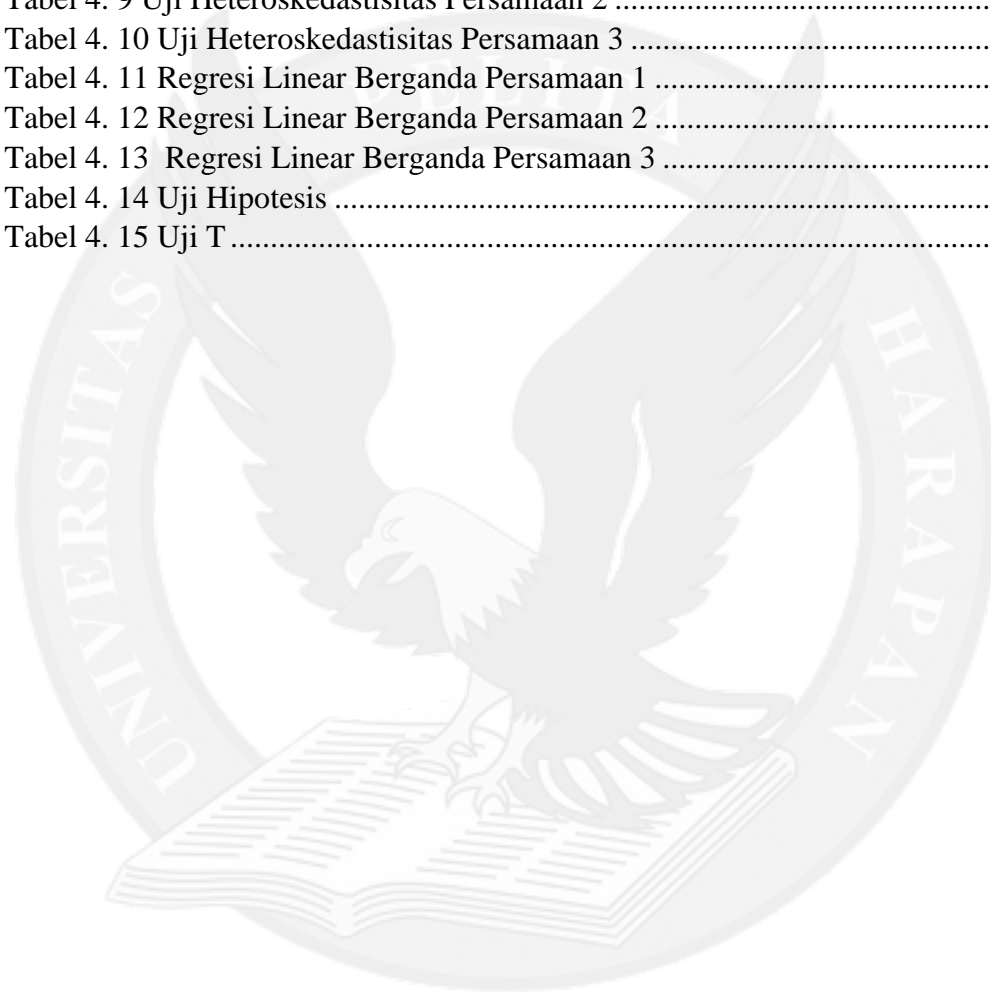 Tabel 4. 9 Uji Heteroskedastisitas Persamaan 2 ....................................................
Tabel 4. 10 Uji Heteroskedastisitas Persamaan 3 ..................................................
Tabel 4. 11 Regresi Linear Berganda Persamaan 1 ...............................................
Tabel 4. 12 Regresi Linear Berganda Persamaan 2 ...............................................
Tabel 4. 13  Regresi Linear Berganda Persamaan 3 ..............................................
Tabel 4. 14 Uji Hipotesis .......................................................................................
Tabel 4. 15 Uji T ....................................................................................................
UNIVERSITAS PELITA HARAPAN